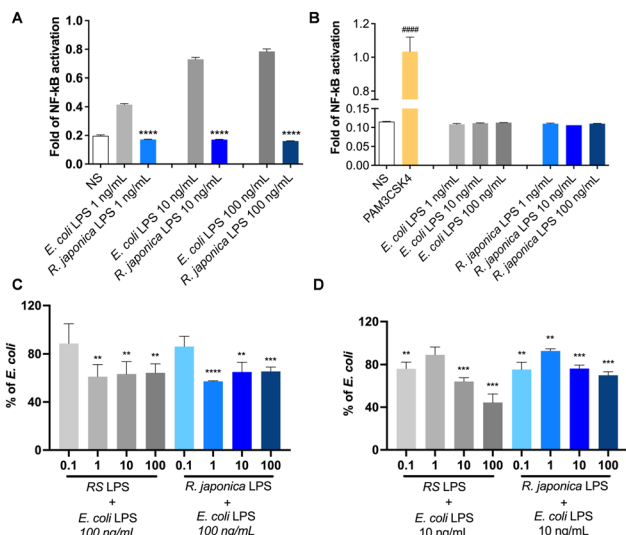 A
Fold of NF-kB activation
1.0
0.8
0.6
0.4
0.2
0.0
****
****
****
NS
E. coli LPS 1 ng/mL
R. japonica LPS 1 ng/mL
E. coli LPS 10 ng/mL
R. japonica LPS 10 ng/mL
E. coli LPS 100 ng/mL
R. japonica LPS 100 ng/mL
B
Fold of NF-kB activation
1.0
0.5
0.15
0.10
0.05
0.00
####
NS
PAM3CSK4
E. coli LPS 1 ng/mL
E. coli LPS 10 ng/mL
E. coli LPS 100 ng/mL
R. japonica LPS 1 ng/mL
R. japonica LPS 10 ng/mL
R. japonica LPS 100 ng/mL
C
% of E. coli
120
80
40
0
** ** ** **** ** ***
0.1 1 10 100 0.1 1 10 100
RS LPS
+
E. coli LPS
100 ng/mL
R. japonica LPS
+
E. coli LPS
100 ng/mL
D
% of E. coli
120
80
40
0
** *** *** ** ** *** ***
0.1 1 10 100 0.1 1 10 100
RS LPS
+
E. coli LPS
10 ng/mL
R. japonica LPS
+
E. coli LPS
10 ng/mL